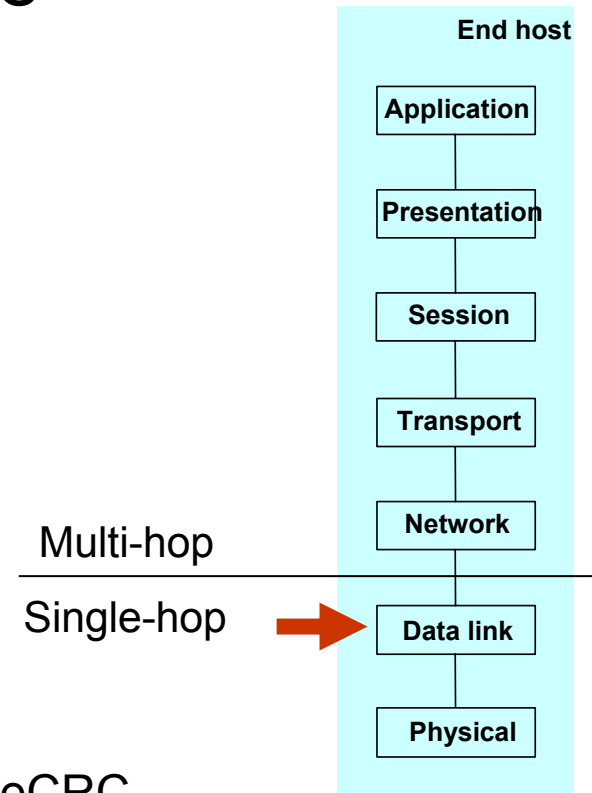 End host
Application
Presentation
Session
Transport
Network
Multi-hop
Single-hop
Data link
Physical